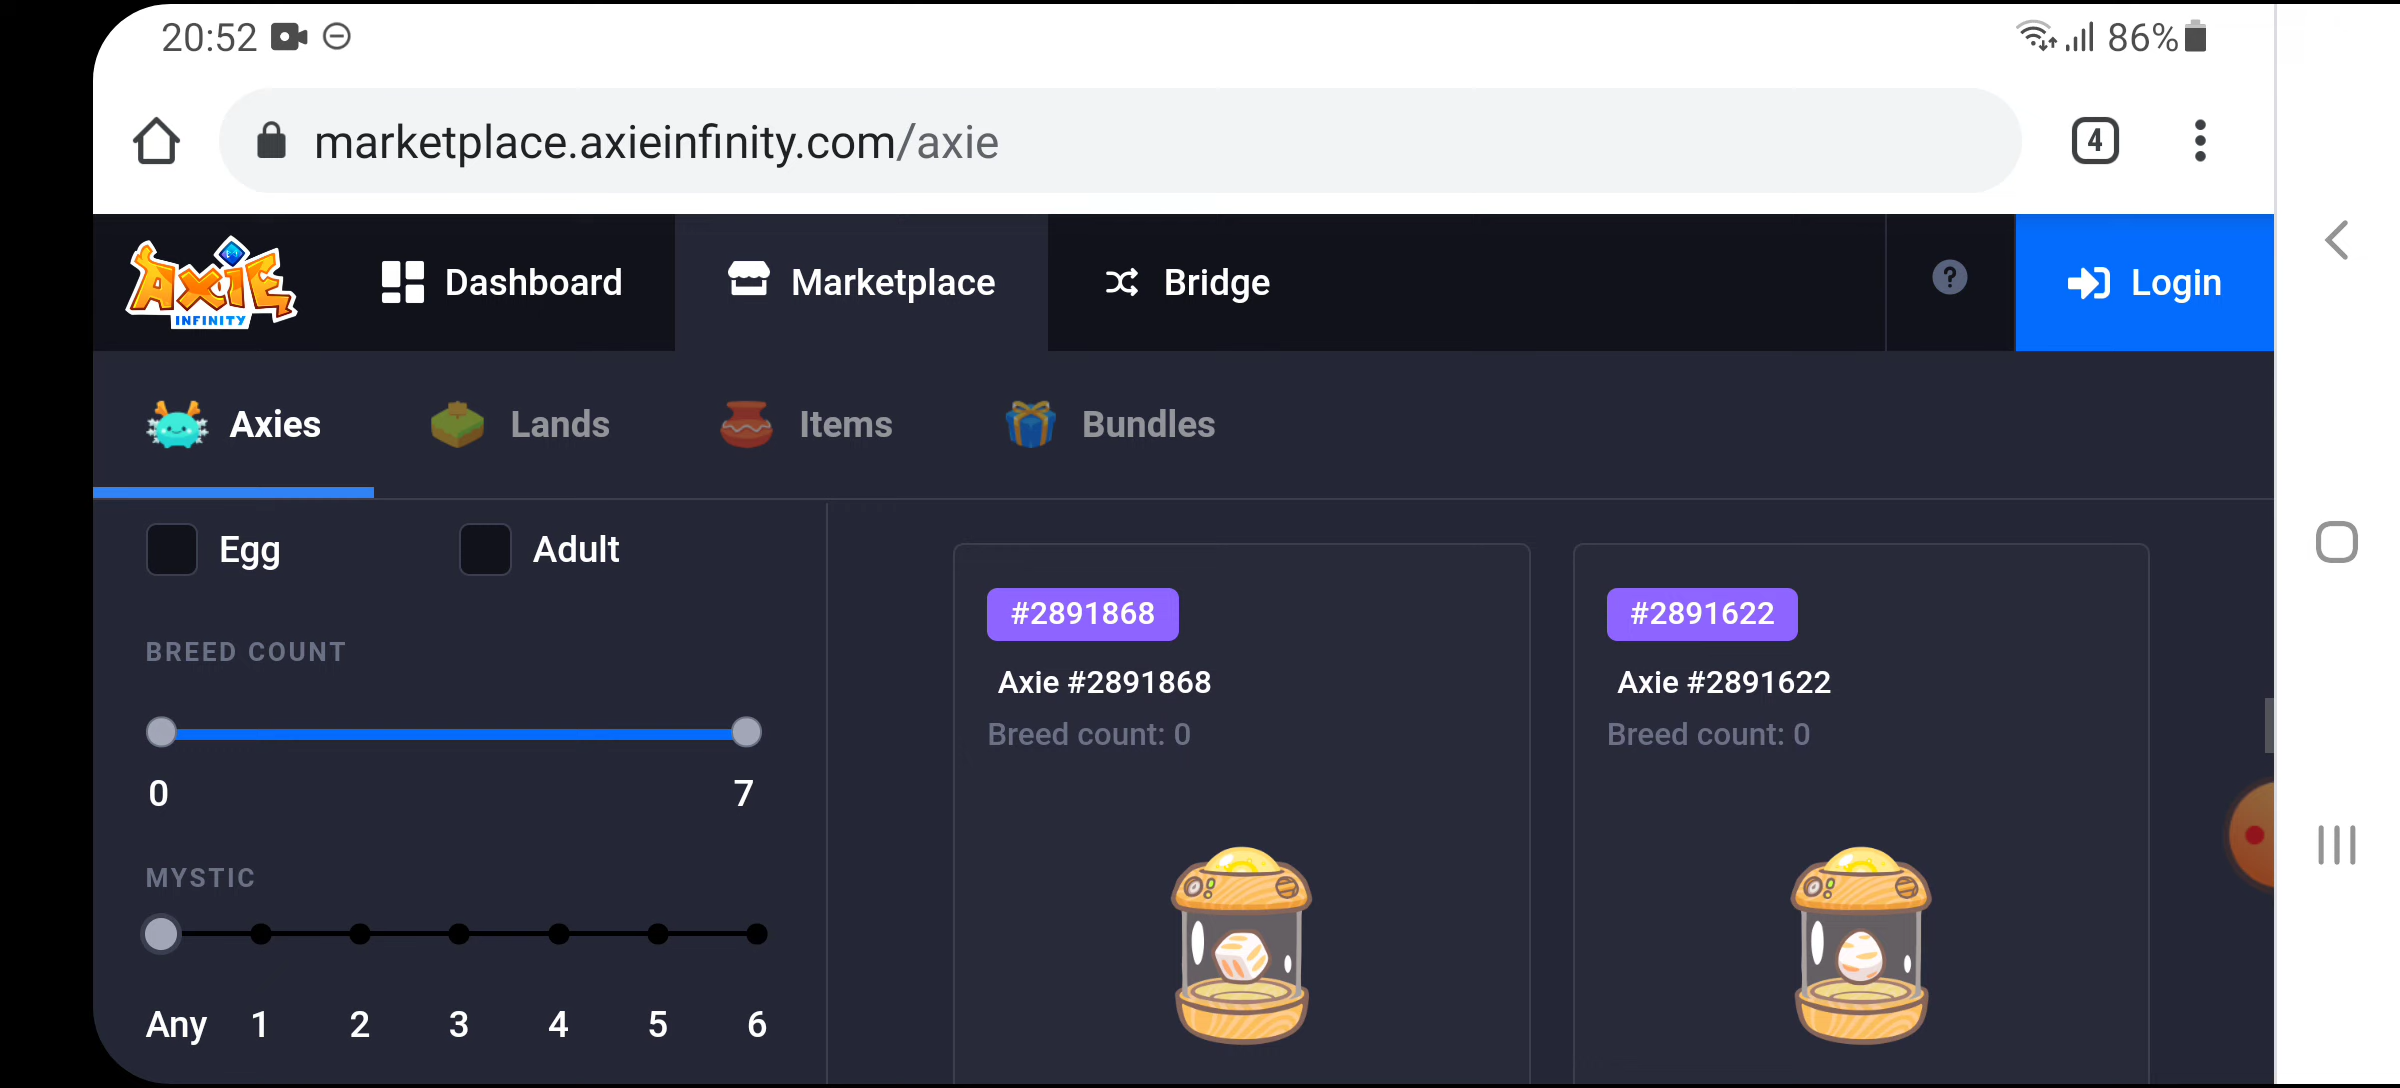 20:52 86%
marketplace.axieinfinity.com/axie 4
AXIE INFINITY Dashboard Marketplace Bridge ? Login
Axies Lands Items Bundles
Egg Adult
BREED COUNT
0 7
MYSTIC
Any 1 2 3 4 5 6
#2891868
Axie #2891868
Breed count: 0
#2891622
Axie #2891622
Breed count: 0